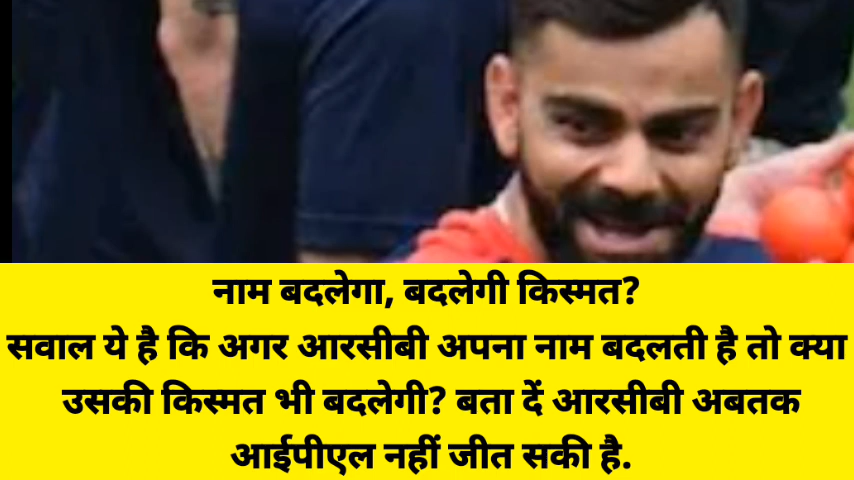 नाम बदलेगा, बदलेगी किस्मत?
सवाल ये है कि अगर आरसीबी अपना नाम बदलती है तो क्या
उसकी किस्मत भी बदलेगी? बता दें आरसीबी अबतक
आईपीएल नहीं जीत सकी है.